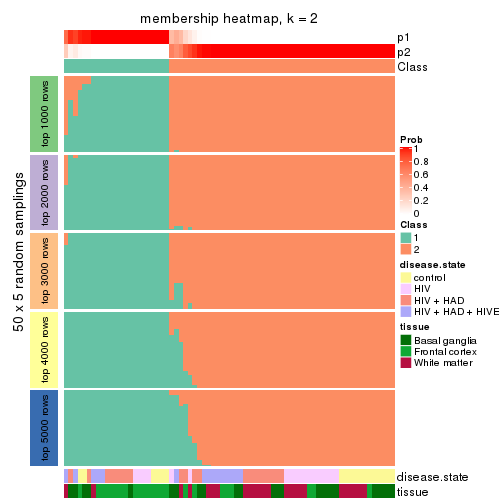 membership heatmap, k = 2
p1
p2
Class
50 x 5 random samplings
top 1000 rows
top 2000 rows
top 3000 rows
top 4000 rows
top 5000 rows
disease.state
tissue
Prob
1
0.8
0.6
0.4
0.2
0
Class
1
2
disease.state
control
HIV
HIV + HAD
HIV + HAD + HIVE
tissue
Basal ganglia
Frontal cortex
White matter